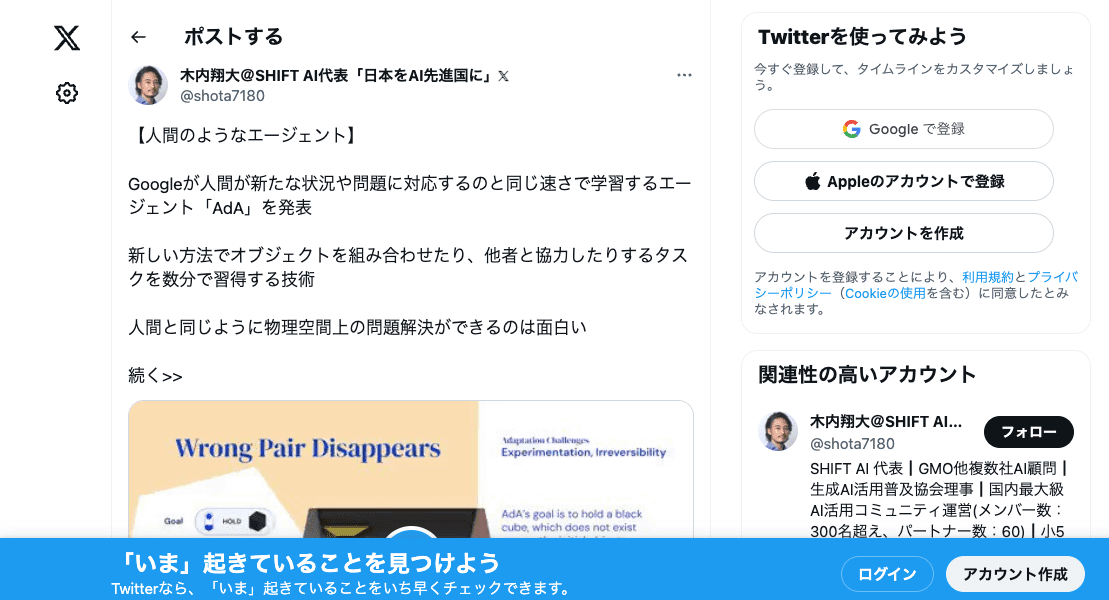 ポストする
木内翔大＠SHIFT AI代表「日本をAI先進国に」𝕏
@shota7180
【人間のようなエージェント】
Googleが人間が新たな状況や問題に対応するのと同じ速さで学習するエー
ジェント「AdA」を発表
新しい方法でオブジェクトを組み合わせたり、他者と協力したりするタス
クを数分で習得する技術
人間と同じように物理空間上の問題解決ができるのは面白い
続く>>
Wrong Pair Disappears
Goal
HOLD
Adaptation Challenges
Experimentation, Irreversibility
AdA's goal is to hold a black
cube, which does not exist
Twitterを使ってみよう
今すぐ登録して、タイムラインをカスタマイズしましょ
う。
Google で登録
Appleのアカウントで登録
アカウントを作成
アカウントを登録することにより、利用規約とプライバ
シーポリシー（Cookieの使用を含む）に同意したとみ
なされます。
関連性の高いアカウント
木内翔大＠SHIFT AI...
@shota7180
フォロー
SHIFT AI 代表┃GMO他複数社AI顧問┃
生成AI活用普及協会理事┃国内最大級
AI活用コミュニティ運営(メンバー数：
300名超え、パートナー数：60)┃小5
「いま」起きていることを見つけよう
Twitterなら、「いま」起きていることをいち早くチェックできます。
ログイン
アカウント作成